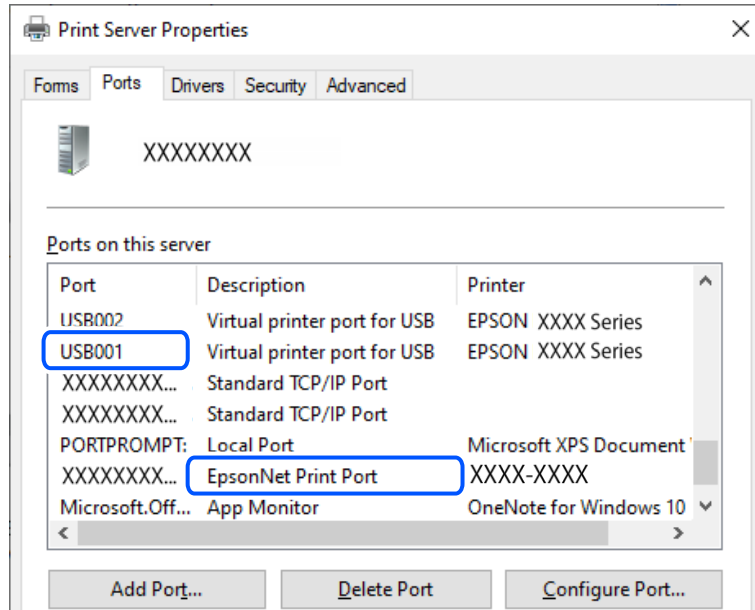 Print Server Properties
Forms Ports Drivers Security Advanced
XXXXXXXX
Ports on this server
Port Description Printer
USB002 Virtual printer port for USB EPSON XXXX Series
USB001 Virtual printer port for USB EPSON XXXX Series
XXXXXXXX... Standard TCP/IP Port
XXXXXXXX... Standard TCP/IP Port
PORTPROMPT: Local Port Microsoft XPS Document
XXXXXXXX... EpsonNet Print Port XXXX-XXXX
Microsoft.Off... App Monitor OneNote for Windows 10
Add Port... Delete Port Configure Port...